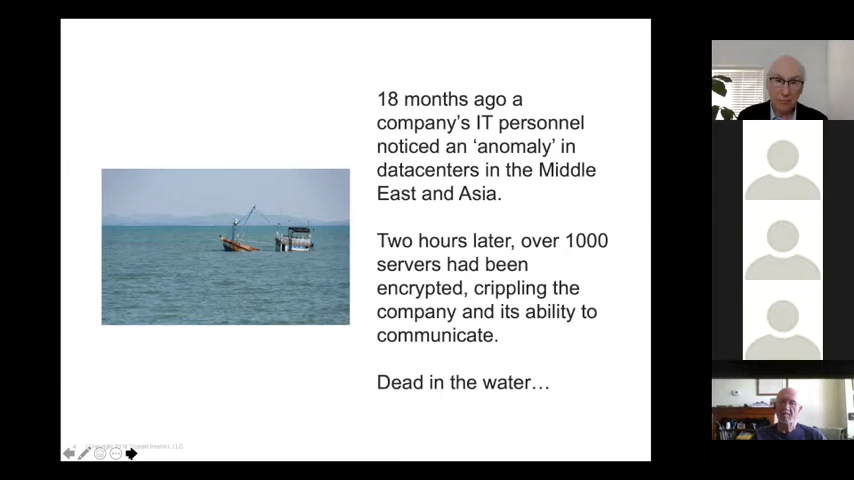 18 months ago a
company's IT personnel
noticed an ‘anomaly’ in
datacenters in the Middle
East and Asia.
Two hours later, over 1000
servers had been
encrypted, crippling the
company and its ability to
communicate.
Dead in the water…